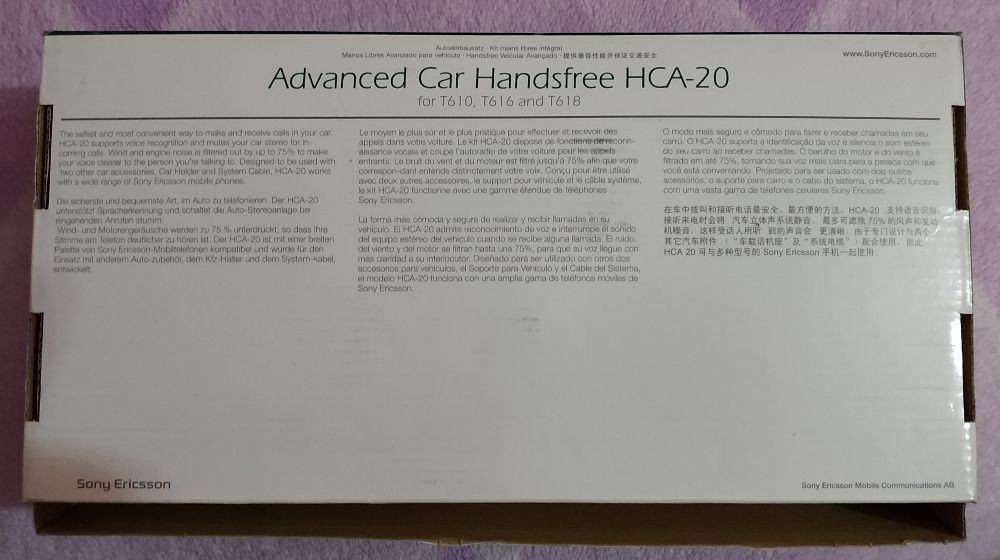 Autoeinbausatz · Kit mains libres intégral
Manos Libres Avanzado para vehículo · Handsfree Veicular Avançado · 提供最佳性能并保证交通安全
www.SonyEricsson.com
Advanced Car Handsfree HCA-20
for T610, T616 and T618
The safest and most convenient way to make and receive calls in your car.
HCA-20 supports voice recognition and mutes your car stereo for in-
coming calls. Wind and engine noise is filtered out by up to 75% to make
your voice clearer to the person you're talking to. Designed to be used with
two other car accessories, Car Holder and System Cable, HCA-20 works
with a wide range of Sony Ericsson mobile phones.
Die sicherste und bequemste Art, im Auto zu telefonieren. Der HCA-20
unterstützt Spracherkennung und schaltet die Auto-Stereoanlage bei
eingehenden Anrufen stumm.
Wind- und Motorengeräusche werden zu 75 % unterdrückt, so dass Ihre
Stimme am Telefon deutlicher zu hören ist. Der HCA-20 ist mit einer breiten
Palette von Sony Ericsson-Mobiltelefonen kompatibel und wurde für den
Einsatz mit anderem Auto-zubehör, dem Kfz-Halter und dem System-kabel,
entwickelt.
Le moyen le plus sûr et le plus pratique pour effectuer et recevoir des
appels dans votre voiture. Le kit HCA-20 dispose de fonctions de reconn-
aissance vocale et coupe l'autoradio de votre voiture pour les appels
entrants. Le bruit du vent et du moteur est filtré jusqu'à 75% afin que votre
correspon-dant entende distinctement votre voix. Conçu pour être utilisé
avec deux autres accessoires, le support pour véhicule et le câble système,
le kit HCA-20 fonctionne avec une gamme étendue de téléphones
Sony Ericsson.
La forma más cómoda y segura de realizar y recibir llamadas en su
vehículo. El HCA-20 admite reconocimiento de voz e interrumpe el sonido
del equipo estéreo del vehículo cuando se recibe alguna llamada. El ruido
del viento y del motor se filtran hasta una 75%, para que su voz llegue con
más claridad a su interlocutor. Diseñado para ser utilizado con otros dos
accesorios para vehículos, el Soporte para Vehículo y el Cable del Sistema,
el modelo HCA-20 funciona con una amplia gama de teléfonos móviles de
Sony Ericsson.
O modo mais seguro e cômodo para fazer e receber chamadas em seu
carro. O HCA-20 suporta a identificação da voz e silencia o som estéreo
do seu carro ao receber chamadas. O barulho do motor e do vento é
filtrado em até 75%, tornando sua voz mais clara para a pessoa com que
você está conversando. Projetado para ser usado com dois outros
acessórios, o suporte para carro e o cabo do sistema, o HCA-20 funciona
com uma vasta gama de telefones celulares Sony Ericsson.
在车中拨叫和接听电话最安全、最方便的方法。HCA-20 支持语音识别，
接听来电时会将 汽车立体声系统静音。最多可滤除 75% 的风声和发动
机噪音，这样受话人所听 到的声音会 更清晰。由于专门设计与两个
其它汽车附件 （“车载话机座”及“系统电缆”）配合使用，因此
HCA 20 可与多种型号的 Sony Ericsson 手机一起使用。
Sony Ericsson
Sony Ericsson Mobile Communications AB